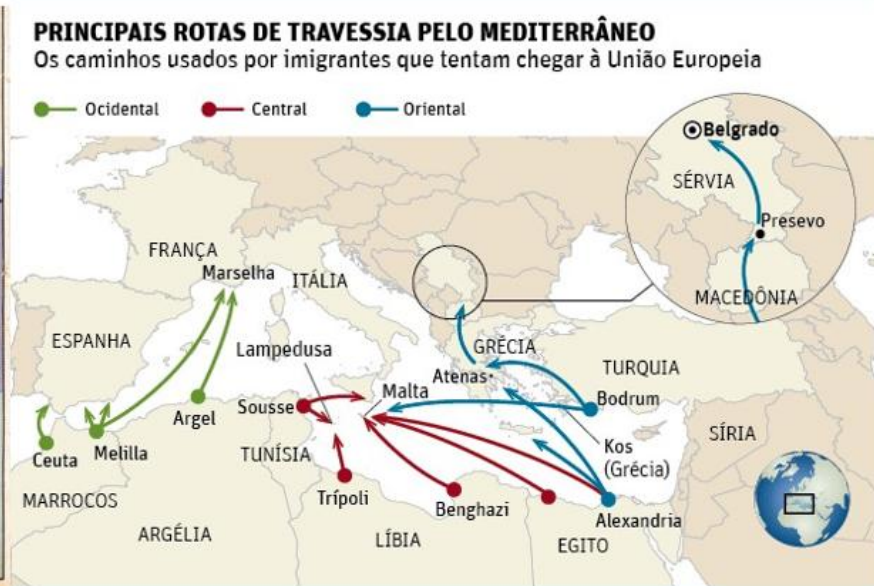 PRINCIPAIS ROTAS DE TRAVESSIA PELO MEDITERRÂNEO
Os caminhos usados por imigrantes que tentam chegar à União Europeia
Ocidental
Central
Oriental
Belgrado
SÉRVIA
Presevo
MACEDÔNIA
FRANÇA
Marselha
ITÁLIA
ESPANHA
Lampedusa
GRÉCIA
TURQUIA
Atenas
Malta
Bodrum
Argel
Sousse
SÍRIA
Ceuta
Melilla
TUNÍSIA
Kos
(Grécia)
MARROCOS
Trípoli
Benghazi
Alexandria
ARGÉLIA
LÍBIA
EGITO